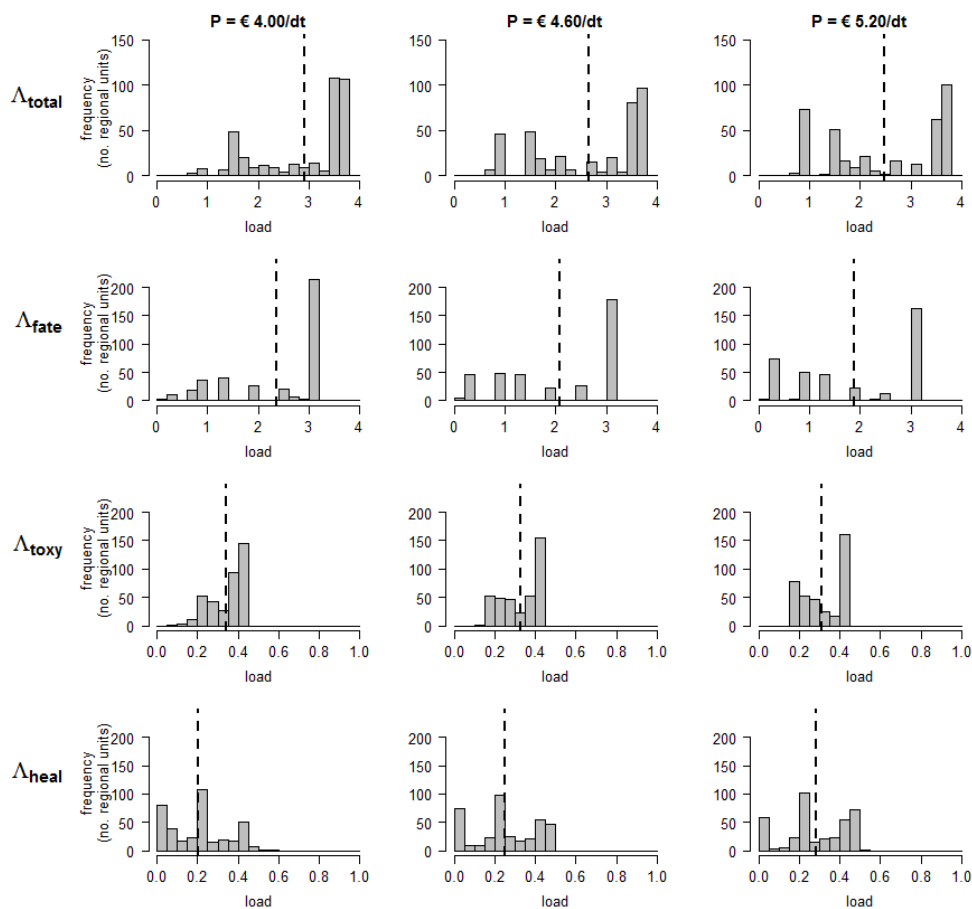 P = € 4.00/dt P = € 4.60/dt P = € 5.20/dt
Λtotal
frequency
(no. regional units)
150 150 150
100 100 100
50 50 50
0 0 0
0 1 2 3 4 0 1 2 3 4 0 1 2 3 4
load load load
Λfate
frequency
(no. regional units)
200 200 200
150 150 150
100 100 100
50 50 50
0 0 0
0 1 2 3 4 0 1 2 3 4 0 1 2 3 4
load load load
Λtoxy
frequency
(no. regional units)
200 200 200
150 150 150
100 100 100
50 50 50
0 0 0
0.0 0.2 0.4 0.6 0.8 1.0 0.0 0.2 0.4 0.6 0.8 1.0 0.0 0.2 0.4 0.6 0.8 1.0
load load load
Λheal
frequency
(no. regional units)
200 200 200
150 150 150
100 100 100
50 50 50
0 0 0
0.0 0.2 0.4 0.6 0.8 1.0 0.0 0.2 0.4 0.6 0.8 1.0 0.0 0.2 0.4 0.6 0.8 1.0
load load load